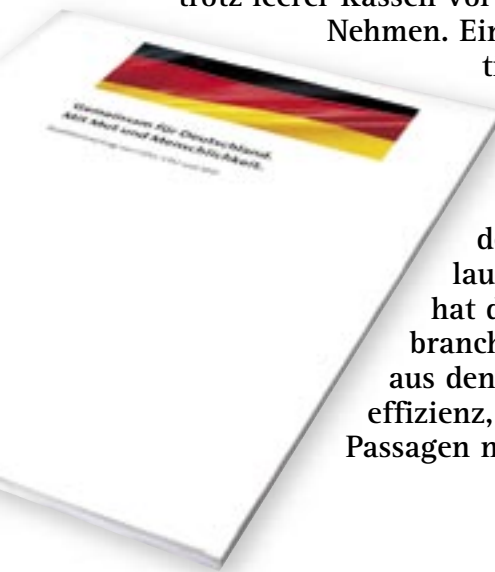 trotz leerer Kassen vor
Nehmen. Ein
Gemeinsam für Deutschland.
Mit Mut und Menschlichkeit.
lau
hat d
branch
aus den
effizienz,
Passagen n